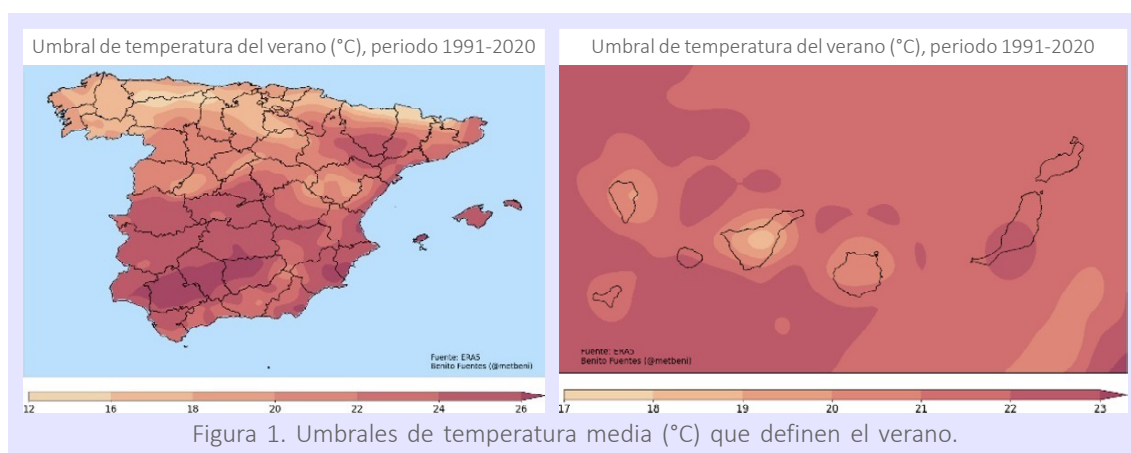 Umbral de temperatura del verano (°C), periodo 1991-2020
Fuente: ERA5
Benito Fuentes (@metbeni)
12 16 18 20 22 24 26
Umbral de temperatura del verano (°C), periodo 1991-2020
Fuente: ERA5
Benito Fuentes (@metbeni)
17 18 19 20 21 22 23
Figura 1. Umbrales de temperatura media (°C) que definen el verano.